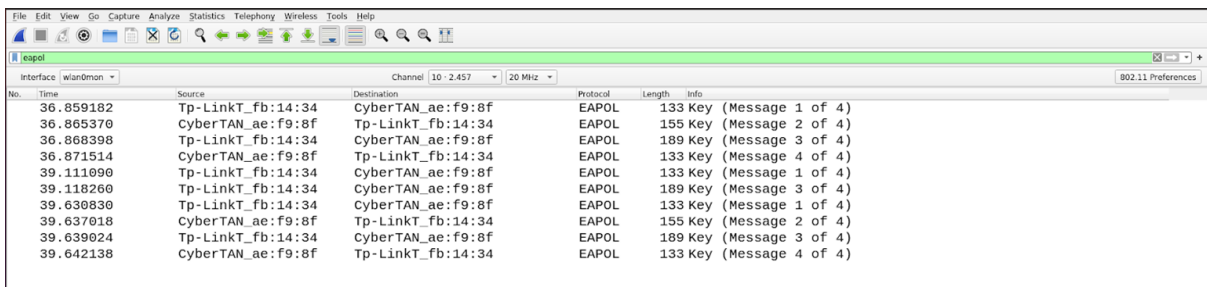 File Edit View Go Capture Analyze Statistics Telephony Wireless Tools Help
eapol
Interface wlan0mon Channel 10 · 2.457 20 MHz 802.11 Preferences
No. Time Source Destination Protocol Length Info
36.859182 Tp-LinkT_fb:14:34 CyberTAN_ae:f9:8f EAPOL 133 Key (Message 1 of 4)
36.865370 CyberTAN_ae:f9:8f Tp-LinkT_fb:14:34 EAPOL 155 Key (Message 2 of 4)
36.868398 Tp-LinkT_fb:14:34 CyberTAN_ae:f9:8f EAPOL 189 Key (Message 3 of 4)
36.871514 CyberTAN_ae:f9:8f Tp-LinkT_fb:14:34 EAPOL 133 Key (Message 4 of 4)
39.111090 Tp-LinkT_fb:14:34 CyberTAN_ae:f9:8f EAPOL 133 Key (Message 1 of 4)
39.118260 Tp-LinkT_fb:14:34 CyberTAN_ae:f9:8f EAPOL 189 Key (Message 3 of 4)
39.630830 Tp-LinkT_fb:14:34 CyberTAN_ae:f9:8f EAPOL 133 Key (Message 1 of 4)
39.637018 CyberTAN_ae:f9:8f Tp-LinkT_fb:14:34 EAPOL 155 Key (Message 2 of 4)
39.639024 Tp-LinkT_fb:14:34 CyberTAN_ae:f9:8f EAPOL 189 Key (Message 3 of 4)
39.642138 CyberTAN_ae:f9:8f Tp-LinkT_fb:14:34 EAPOL 133 Key (Message 4 of 4)